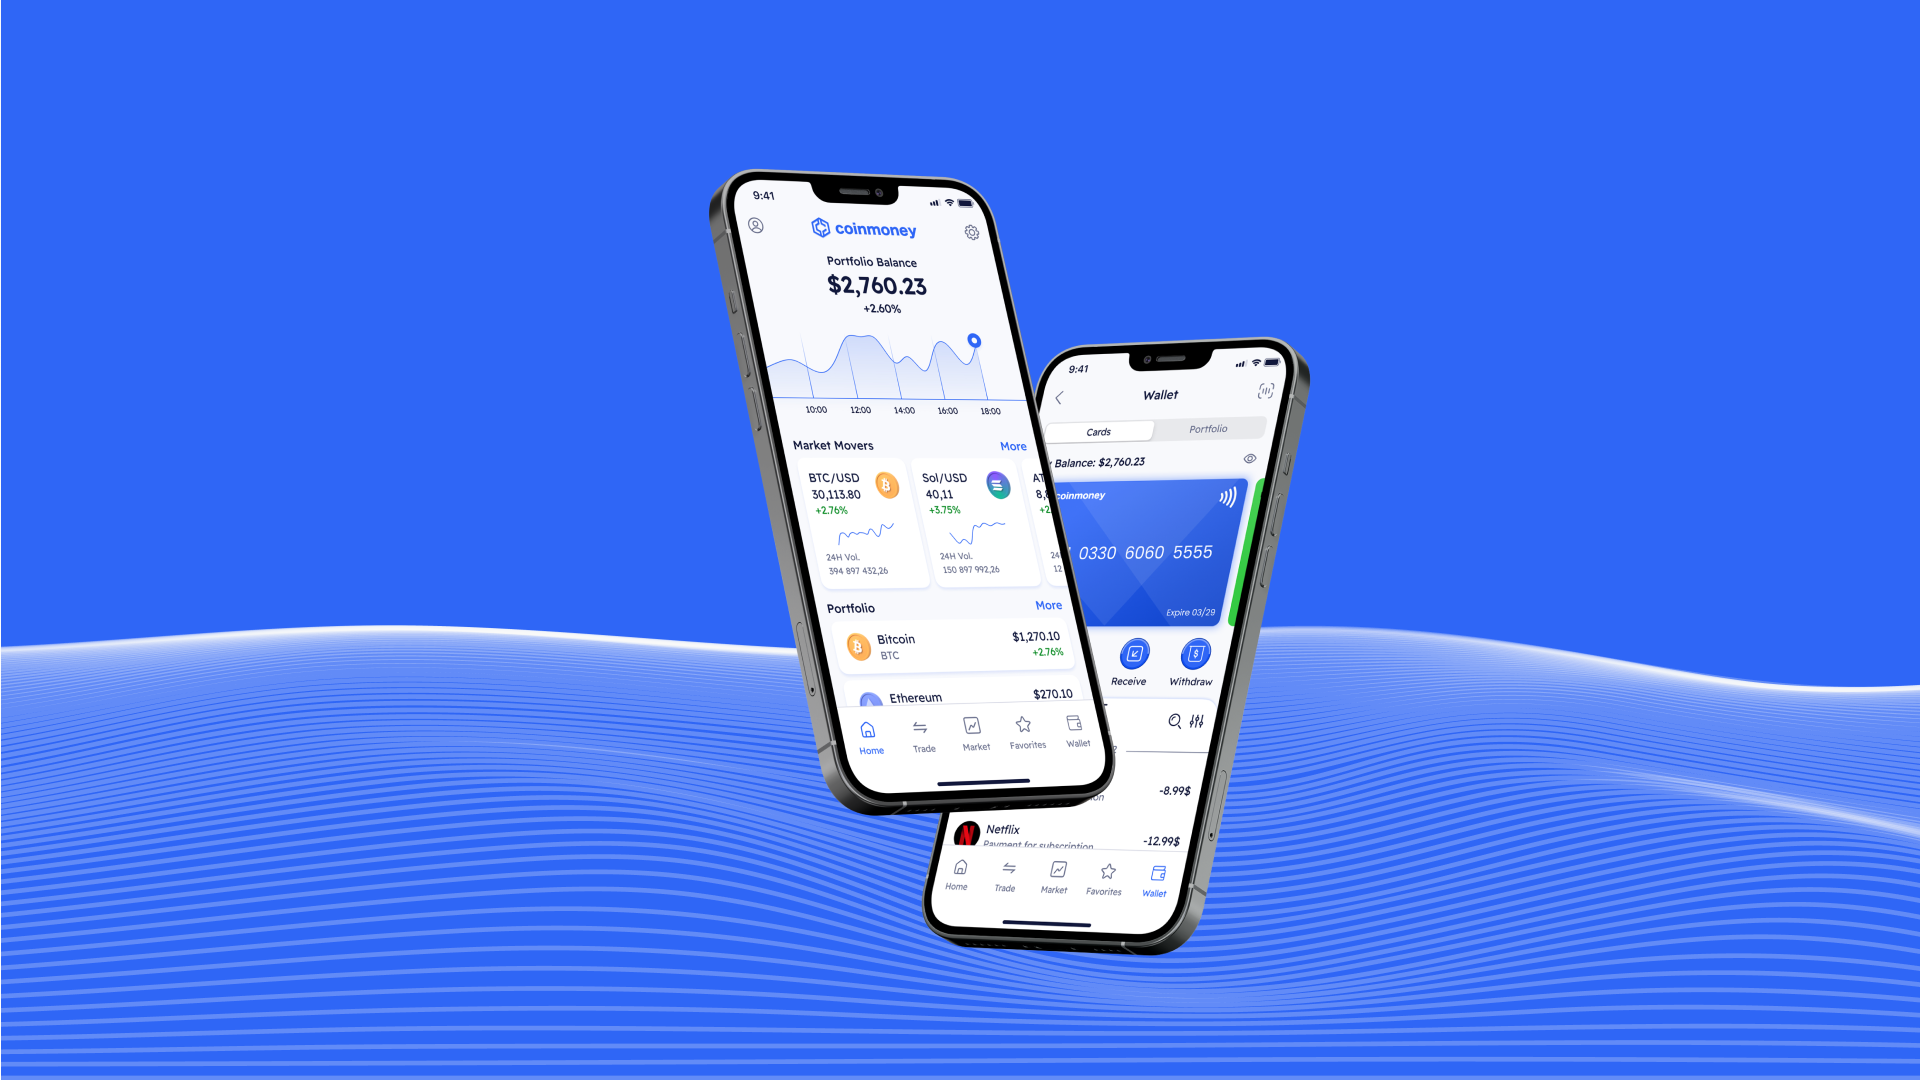 9:41
coinmoney
Portfolio Balance
$2,760.23
+2.60%
10:00 12:00 14:00 16:00 18:00
Market Movers More
BTC/USD
30,113.80
+2.76%
24H Vol.
394 897 432,26
Sol/USD
40,11
+3.75%
24H Vol.
150 897 992,26
Portfolio More
Bitcoin $1,270.10
BTC +2.76%
Ethereum $270.10
Home Trade Market Favorites Wallet
9:41
Wallet
Cards Portfolio
Balance: $2,760.23
coinmoney
0330 6060 5555
Expire 03/29
Receive Withdraw
-8.99$
Netflix -12.99$
Payment for subscription
Home Trade Market Favorites Wallet